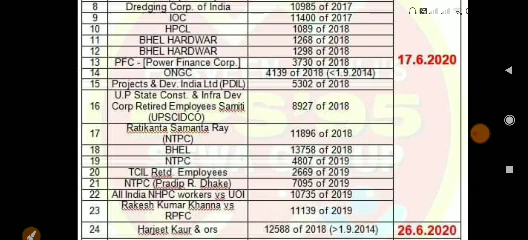 8 Dredging Corp. of India 10985 of 2017
9 IOC 11400 of 2017
10 HPCL 1089 of 2018
11 BHEL HARDWAR 1268 of 2018
12 BHEL HARDWAR 1298 of 2018
13 PFC - [Power Finance Corp.] 3730 of 2018 17.6.2020
14 ONGC 4139 of 2018 (<1.9.2014)
15 Projects & Dev. India Ltd (PDIL) 5302 of 2018
U.P State Const. & Infra Dev
16 Corp Retired Employees Samiti 8927 of 2018
(UPSCIDCO)
17 Ratikanta Samanta Ray 11896 of 2018
(NTPC)
18 BHEL 13758 of 2018
19 NTPC 4807 of 2019
20 TCIL Retd. Employees 2669 of 2019
21 NTPC (Pradip R. Dhake) 7095 of 2019
22 All India NHPC workers vs UOI 10735 of 2019
23 Rakesh Kumar Khanna vs 11139 of 2019
RPFC
24 Harjeet Kaur & ors 12588 of 2018 (>1.9.2014) 26.6.2020